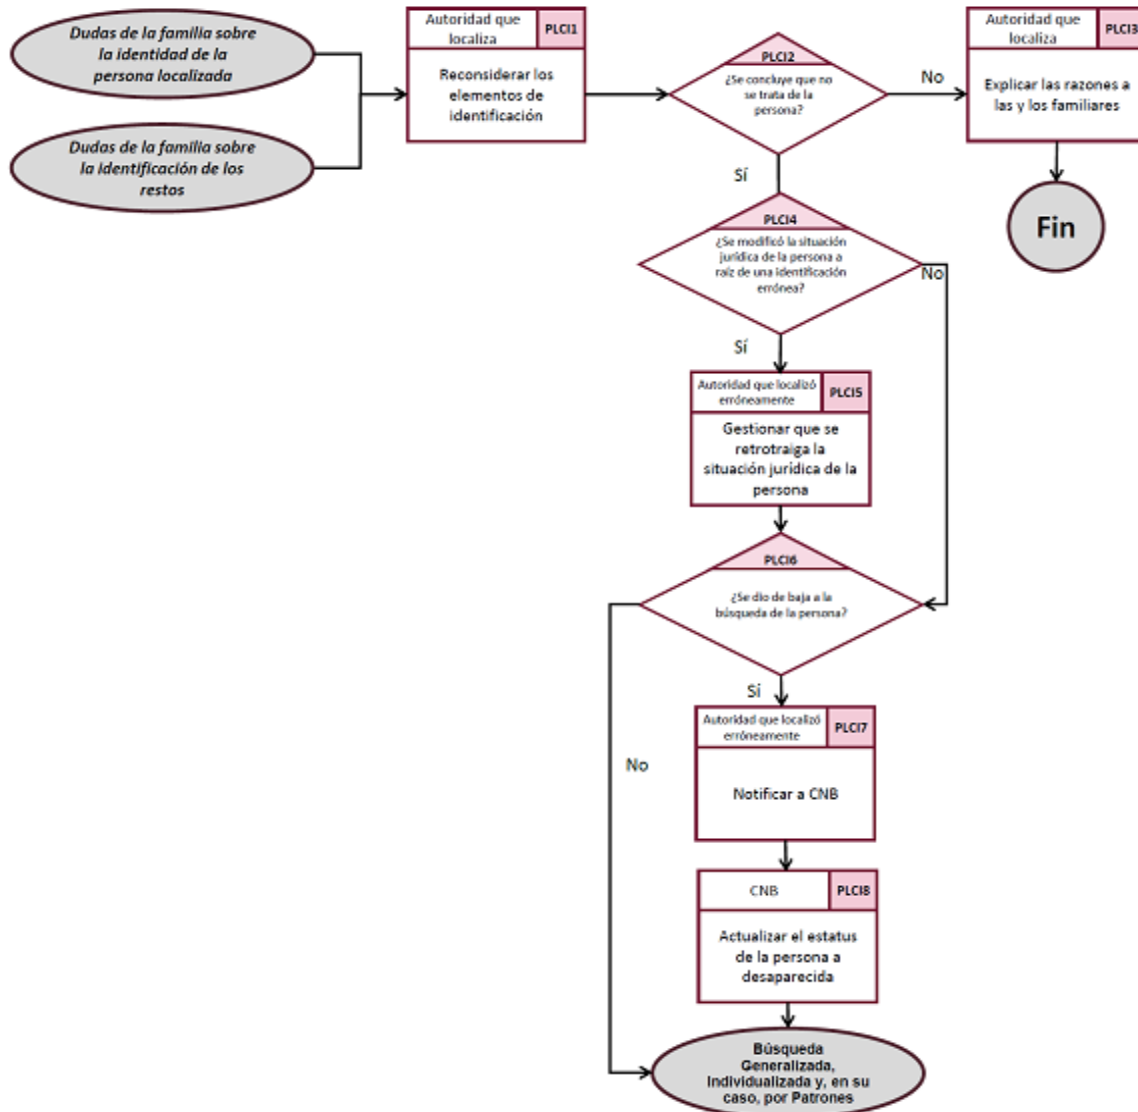 Dudas de la familia sobre
la identidad de la
persona localizada
Dudas de la familia sobre
la identificación de los
restos
Autoridad que
localiza
PLCI1
Reconsiderar los
elementos de
identificación
PLCI2
¿Se concluye que no
se trata de la
persona?
No
Autoridad que
localiza
PLCI3
Explicar las razones a
las y los familiares
Fin
Sí
PLCI4
¿Se modificó la situación
jurídica de la persona a
raíz de una identificación
errónea?
No
Sí
Autoridad que localizó
erróneamente
PLCI5
Gestionar que se
retrotraiga la
situación jurídica de la
persona
PLCI6
¿Se dio de baja a la
búsqueda de la persona?
Sí
No
Autoridad que localizó
erróneamente
PLCI7
Notificar a CNB
CNB
PLCI8
Actualizar el estatus
de la persona a
desaparecida
Búsqueda
Generalizada,
Individualizada y, en su
caso, por Patrones